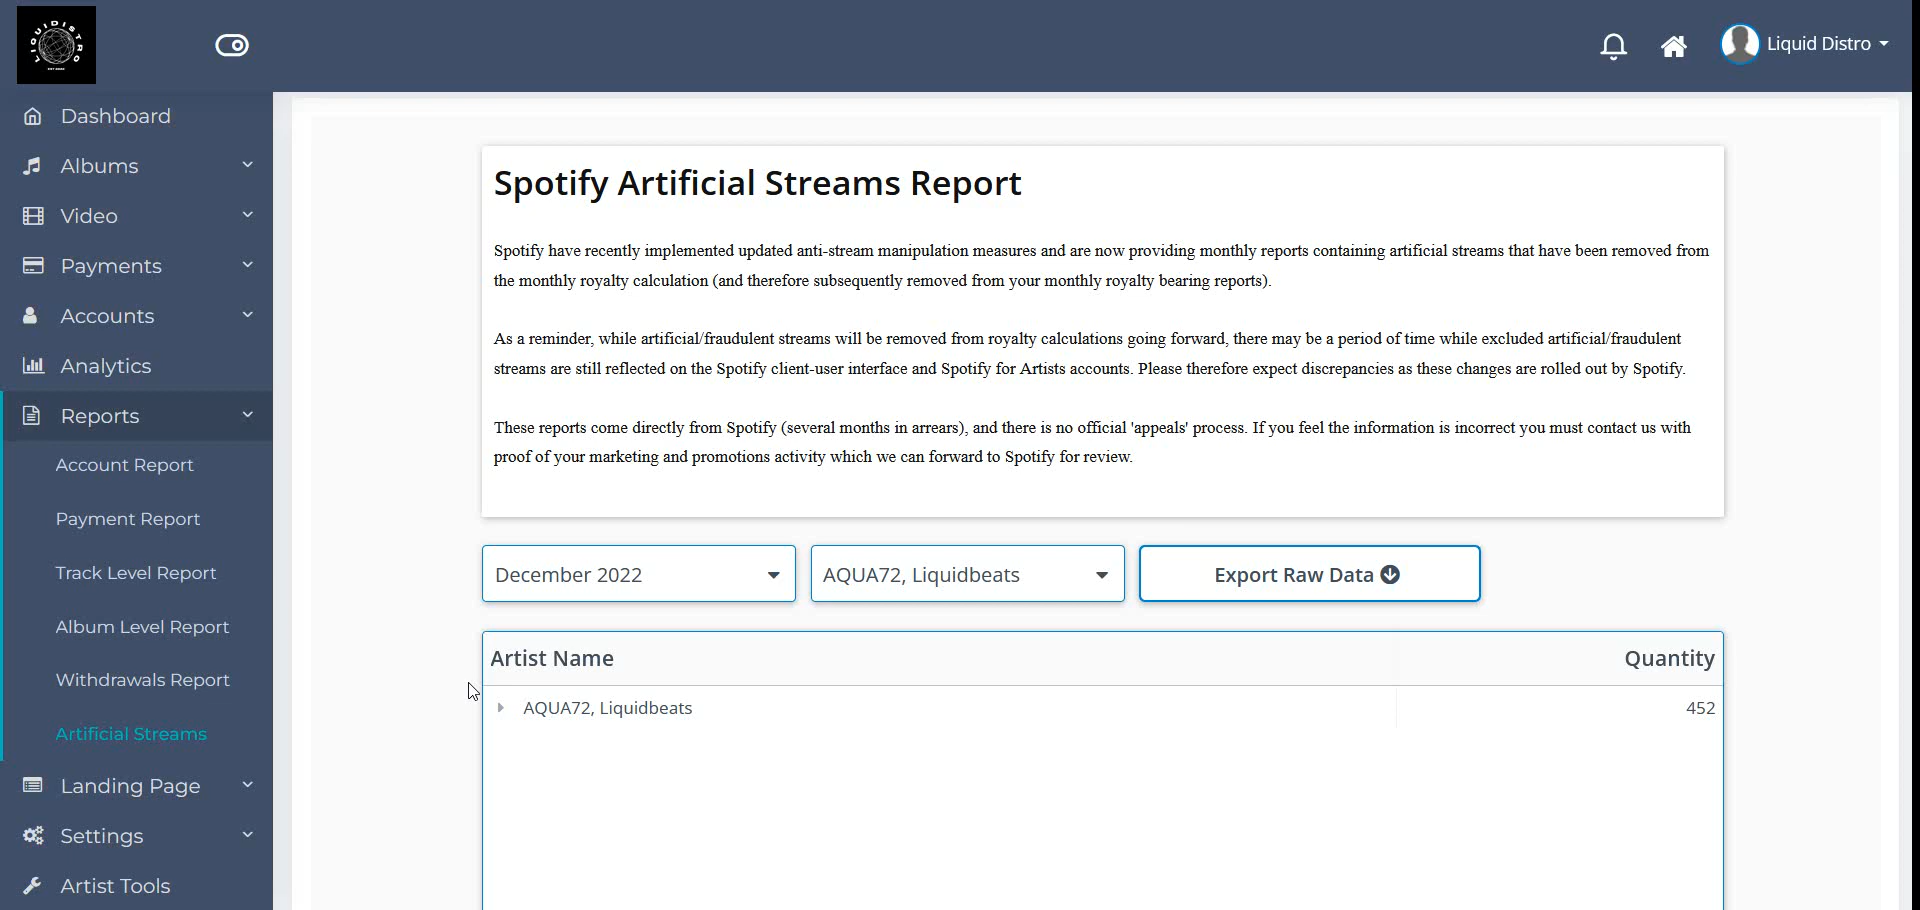 LIQUIDISTRO
Liquid Distro
Dashboard
Albums
Video
Payments
Accounts
Analytics
Reports
Account Report
Payment Report
Track Level Report
Album Level Report
Withdrawals Report
Artificial Streams
Landing Page
Settings
Artist Tools
Spotify Artificial Streams Report
Spotify have recently implemented updated anti-stream manipulation measures and are now providing monthly reports containing artificial streams that have been removed from
the monthly royalty calculation (and therefore subsequently removed from your monthly royalty bearing reports).
As a reminder, while artificial/fraudulent streams will be removed from royalty calculations going forward, there may be a period of time while excluded artificial/fraudulent
streams are still reflected on the Spotify client-user interface and Spotify for Artists accounts. Please therefore expect discrepancies as these changes are rolled out by Spotify.
These reports come directly from Spotify (several months in arrears), and there is no official 'appeals' process. If you feel the information is incorrect you must contact us with
proof of your marketing and promotions activity which we can forward to Spotify for review.
December 2022
AQUA72, Liquidbeats
Export Raw Data
Artist Name Quantity
AQUA72, Liquidbeats 452